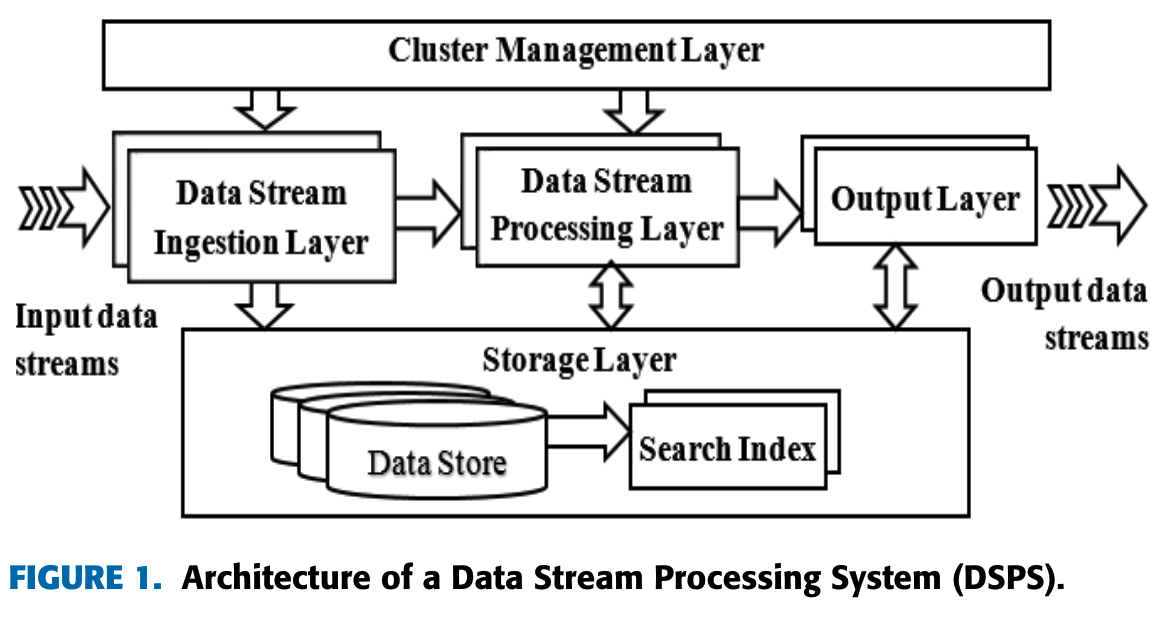 Cluster Management Layer
Data Stream
Ingestion Layer
Data Stream
Processing Layer
Output Layer
Input data
streams
Output data
streams
Storage Layer
Data Store
Search Index
FIGURE 1. Architecture of a Data Stream Processing System (DSPS).